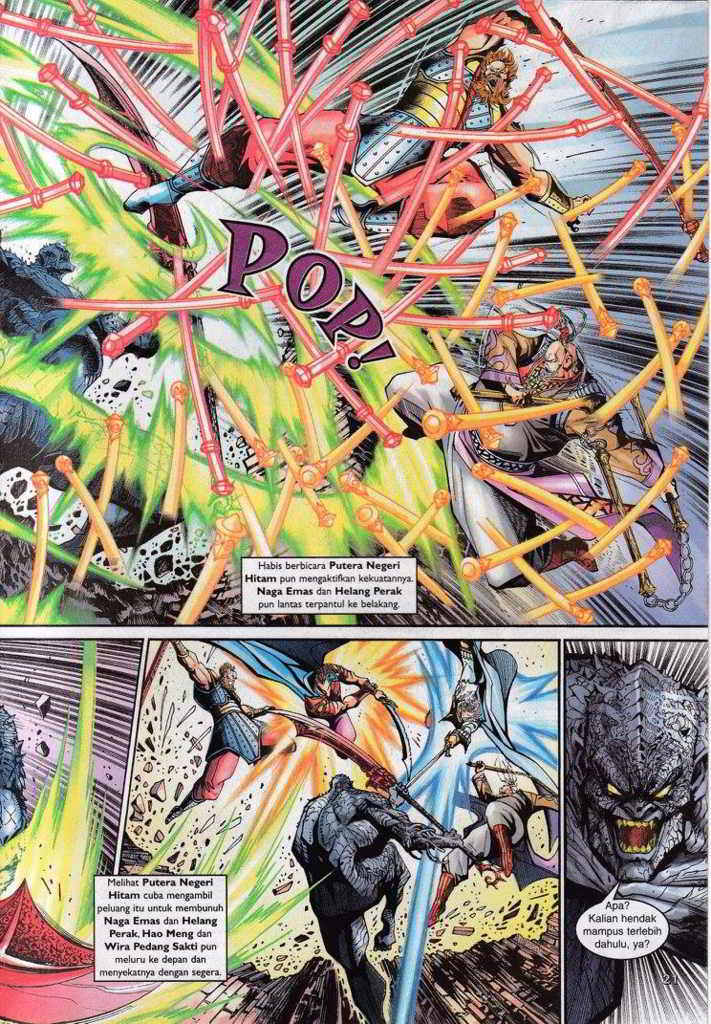 POP!
Habis berbicara Putera Negeri
Hitam pun mengaktifkan kekuatannya.
Naga Emas dan Helang Perak
pun lantas terpantul ke belakang.
Melihat Putera Negeri
Hitam cuba mengambil
peluang itu untuk membunuh
Naga Emas dan Helang
Perak, Hao Meng dan
Wira Pedang Sakti pun
meluru ke depan dan
menyekatnya dengan segera.
Apa?
Kalian hendak
mampus terlebih
dahulu, ya?
21